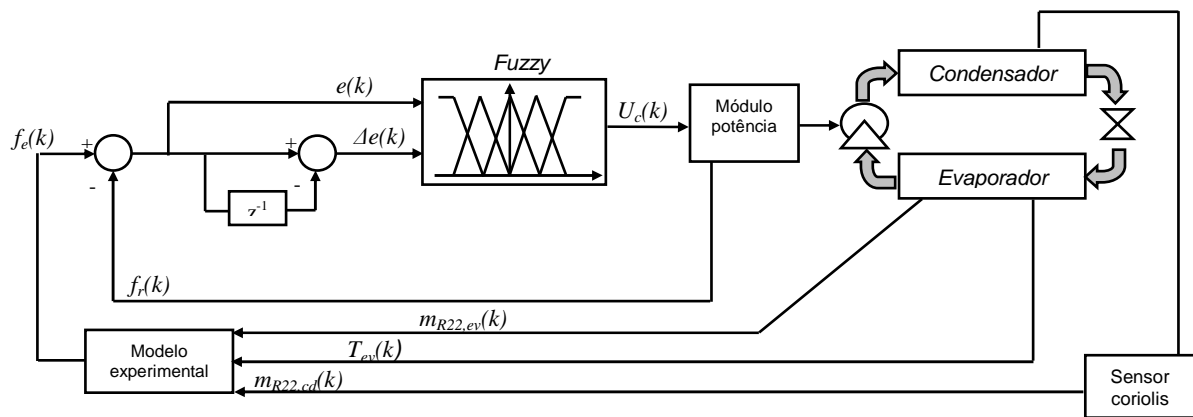 Fuzzy
Condensador
e(k)
U_c(k)
Módulo
potência
f_e(k)
+
-
+
-
Δe(k)
z^-1
Evaporador
f_r(k)
m_R22,ev(k)
Modelo
experimental
T_ev(k)
m_R22,cd(k)
Sensor
coriolis